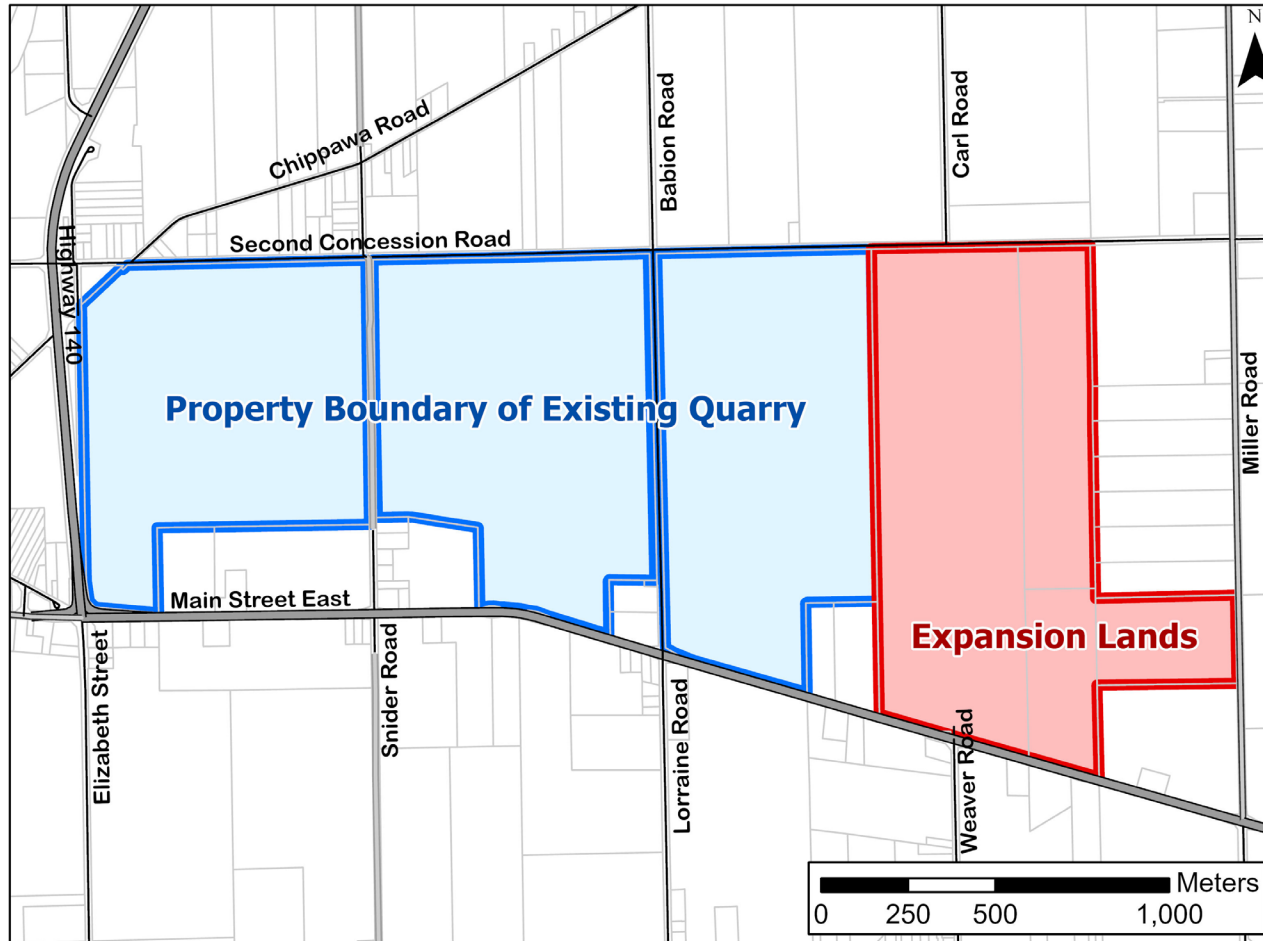 N
Chippawa Road
Babion Road
Carl Road
Second Concession Road
Highway 140
Property Boundary of Existing Quarry
Miller Road
Main Street East
Expansion Lands
Elizabeth Street
Snider Road
Lorraine Road
Weaver Road
Meters
0 250 500 1,000